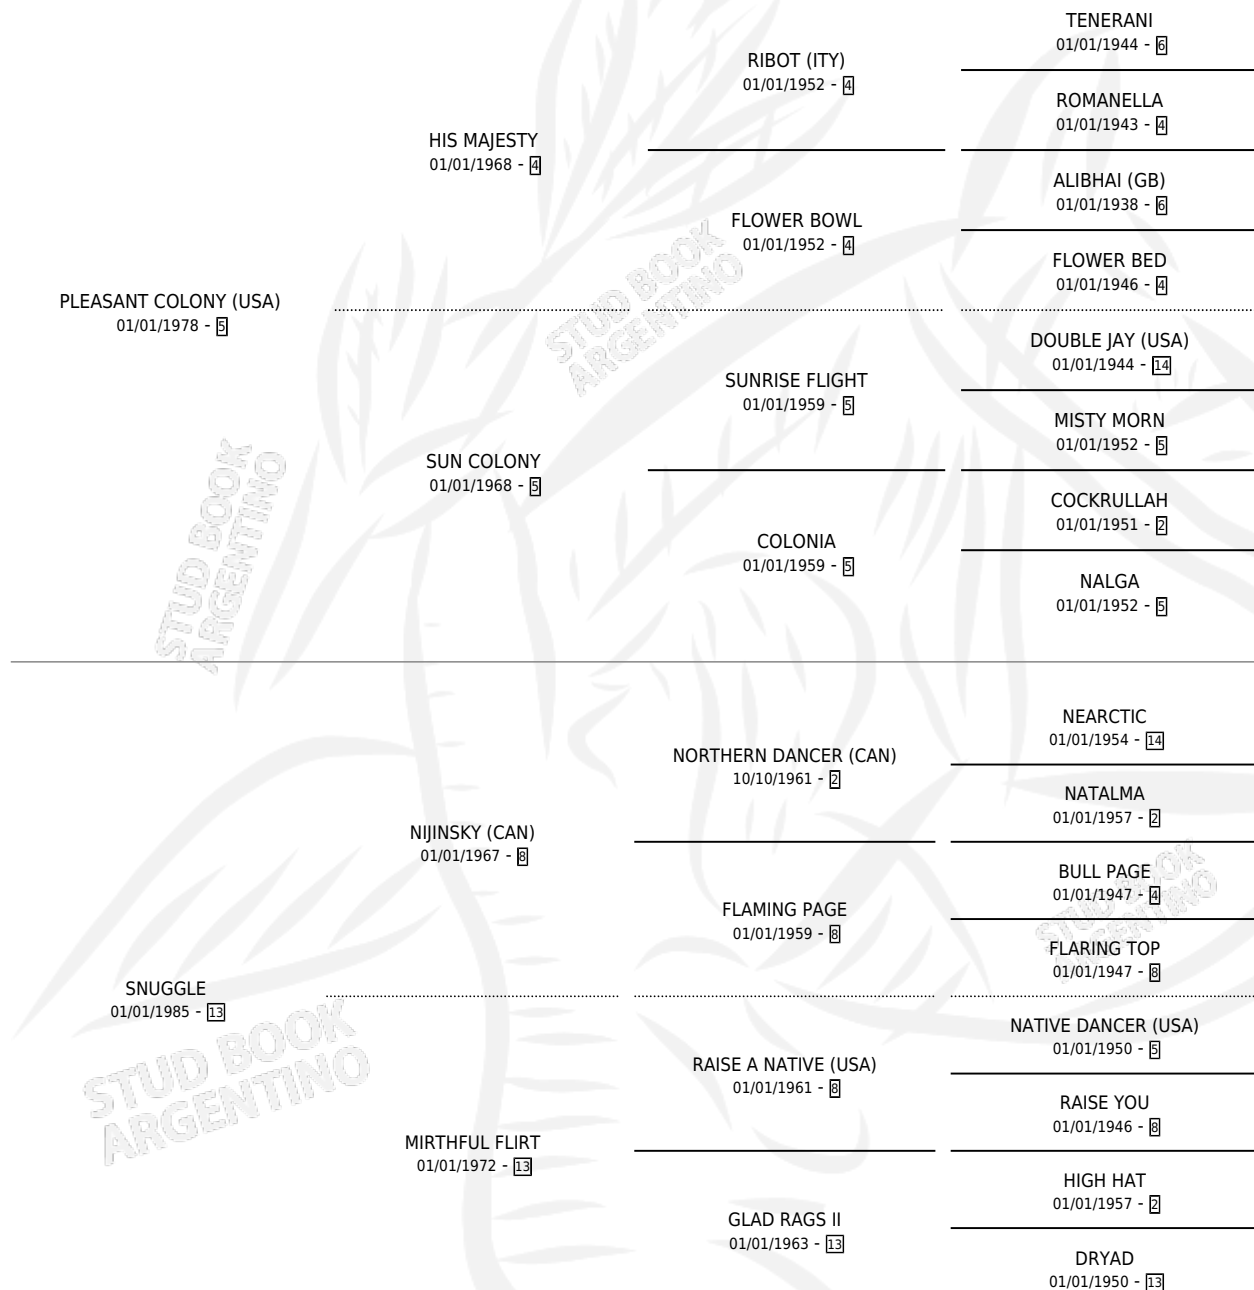 TENERANI
01/01/1944 - 6
RIBOT (ITY)
01/01/1952 - 4
ROMANELLA
01/01/1943 - 4
HIS MAJESTY
01/01/1968 - 4
ALIBHAI (GB)
01/01/1938 - 6
FLOWER BOWL
01/01/1952 - 4
FLOWER BED
01/01/1946 - 4
PLEASANT COLONY (USA)
01/01/1978 - 5
DOUBLE JAY (USA)
01/01/1944 - 14
SUNRISE FLIGHT
01/01/1959 - 5
MISTY MORN
01/01/1952 - 5
SUN COLONY
01/01/1968 - 5
COCKRULLAH
01/01/1951 - 2
COLONIA
01/01/1959 - 5
NALGA
01/01/1952 - 5
NEARCTIC
01/01/1954 - 14
NORTHERN DANCER (CAN)
10/10/1961 - 2
NATALMA
01/01/1957 - 2
NIJINSKY (CAN)
01/01/1967 - 8
BULL PAGE
01/01/1947 - 4
FLAMING PAGE
01/01/1959 - 8
FLARING TOP
01/01/1947 - 8
SNUGGLE
01/01/1985 - 13
NATIVE DANCER (USA)
01/01/1950 - 5
RAISE A NATIVE (USA)
01/01/1961 - 8
RAISE YOU
01/01/1946 - 8
MIRTHFUL FLIRT
01/01/1972 - 13
HIGH HAT
01/01/1957 - 2
GLAD RAGS II
01/01/1963 - 13
DRYAD
01/01/1950 - 13
STUD BOOK
ARGENTINO
STUD BOOK
ARGENTINO
STUD BOOK
ARGENTINO
STUD BOOK
ARGENTINO